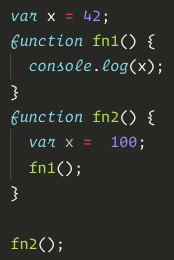 var x = 42;
function fn1() {
  console.log(x);
}
function fn2() {
  var x =  100;
  fn1();
}

fn2();